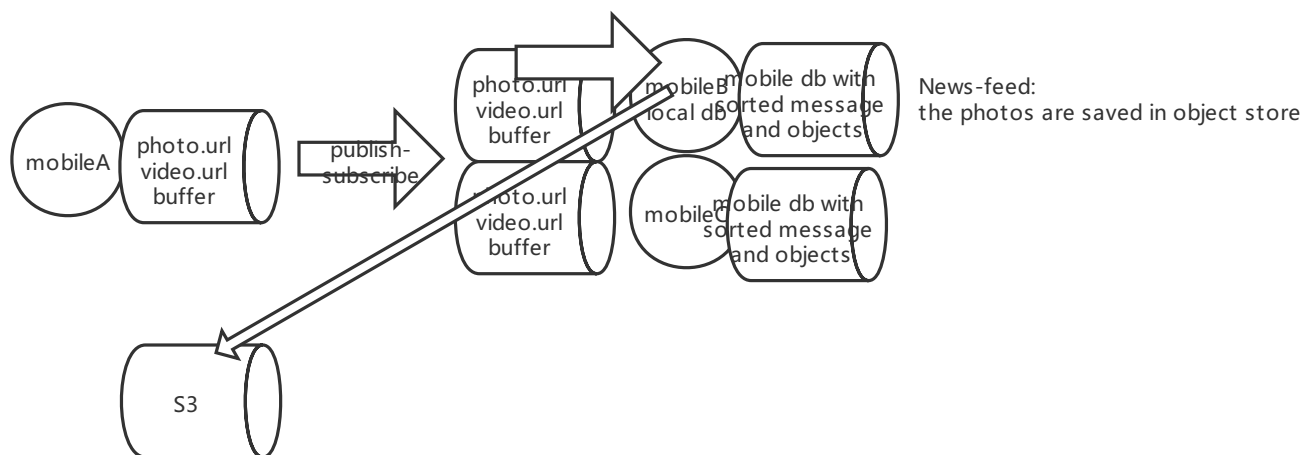 mobileA
photo.url
video.url
buffer
publish-
subscribe
photo.url
video.url
buffer
photo.url
video.url
buffer
mobileB
local db
mobile db with
sorted message
and objects
mobileC
mobile db with
sorted message
and objects
News-feed:
the photos are saved in object store
S3